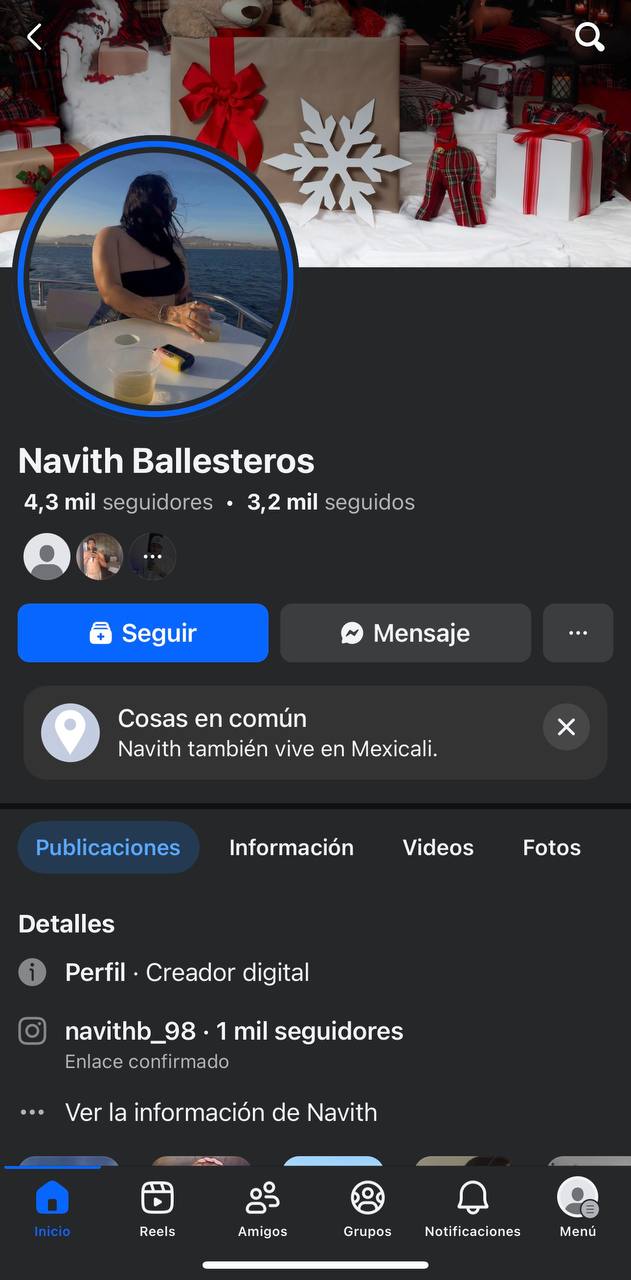 Navith Ballesteros
4,3 mil seguidores • 3,2 mil seguidos
Seguir
Mensaje
Cosas en común
Navith también vive en Mexicali.
Publicaciones
Información
Videos
Fotos
Detalles
Perfil · Creador digital
navithb_98 · 1 mil seguidores
Enlace confirmado
Ver la información de Navith
Inicio
Reels
Amigos
Grupos
Notificaciones
Menú